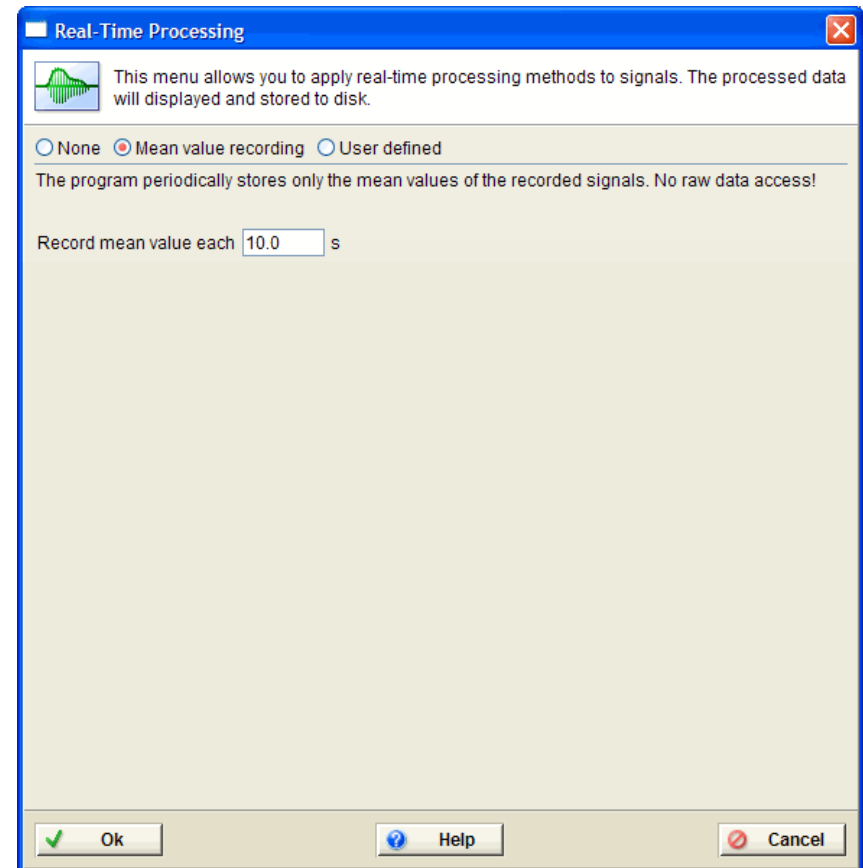 Real-Time Processing
This menu allows you to apply real-time processing methods to signals. The processed data
will displayed and stored to disk.
None Mean value recording User defined
The program periodically stores only the mean values of the recorded signals. No raw data access!
Record mean value each 10.0 s
Ok Help Cancel